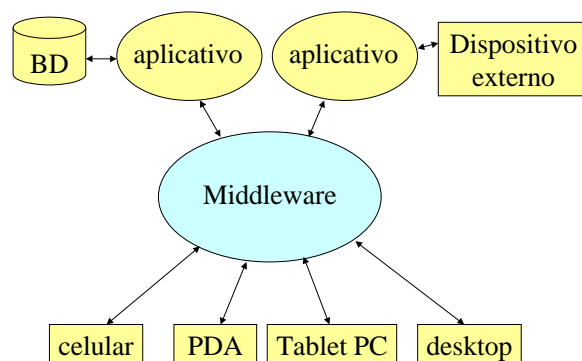 BD
aplicativo
aplicativo
Dispositivo
externo
Middleware
celular
PDA
Tablet PC
desktop